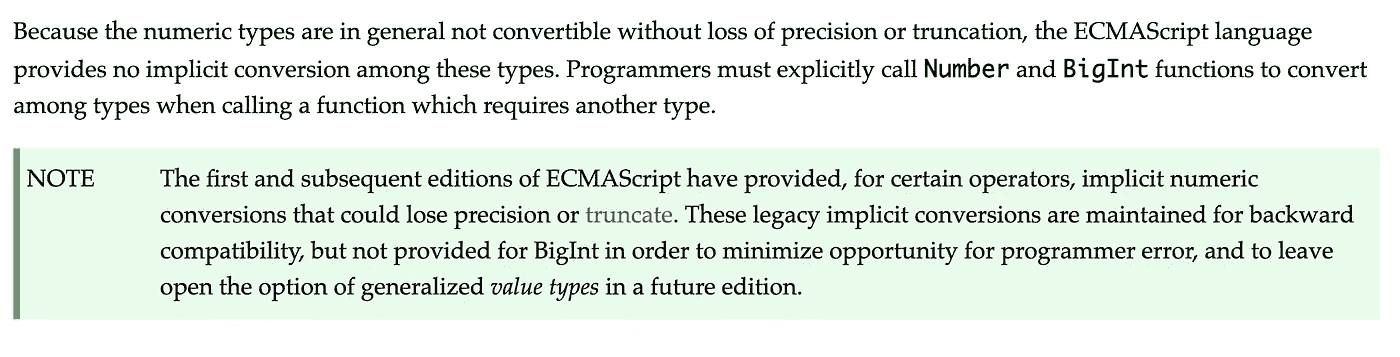 Because the numeric types are in general not convertible without loss of precision or truncation, the ECMAScript language
provides no implicit conversion among these types. Programmers must explicitly call Number and BigInt functions to convert
among types when calling a function which requires another type.
NOTE The first and subsequent editions of ECMAScript have provided, for certain operators, implicit numeric
conversions that could lose precision or truncate. These legacy implicit conversions are maintained for backward
compatibility, but not provided for BigInt in order to minimize opportunity for programmer error, and to leave
open the option of generalized value types in a future edition.